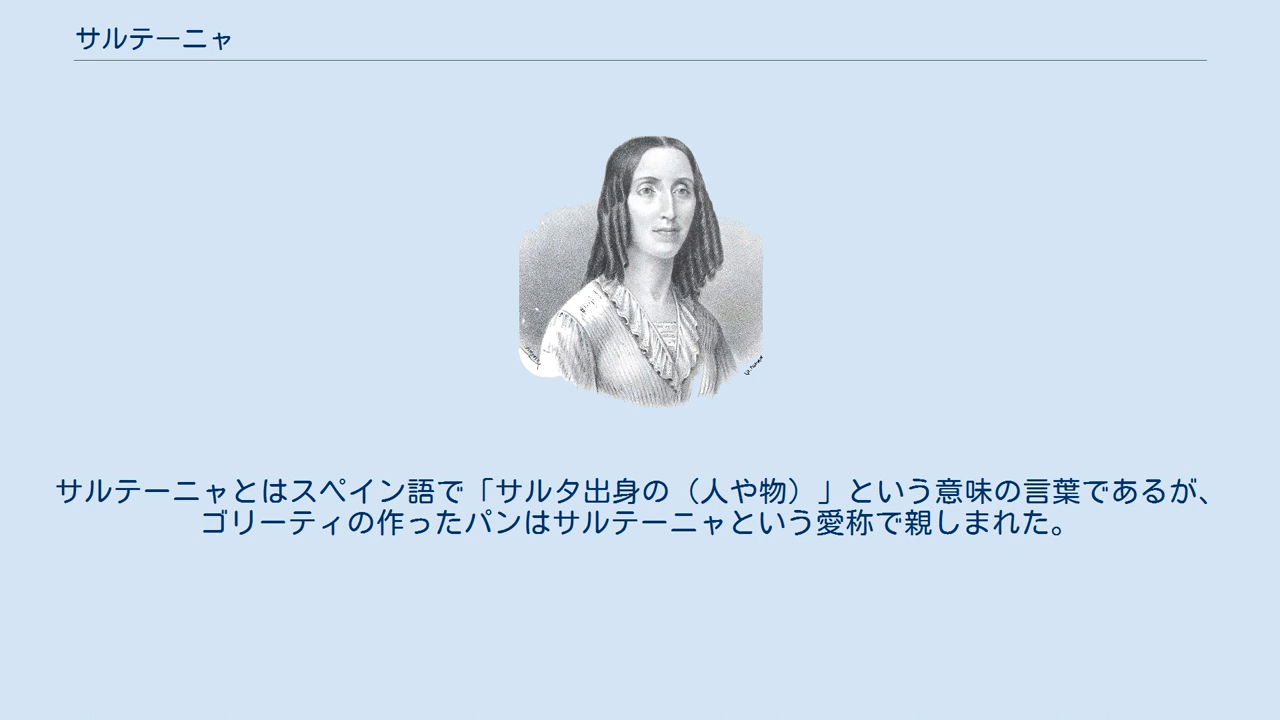 サルテーニャ
サルテーニャとはスペイン語で「サルタ出身の（人や物）」という意味の言葉であるが、
ゴリーティの作ったパンはサルテーニャという愛称で親しまれた。